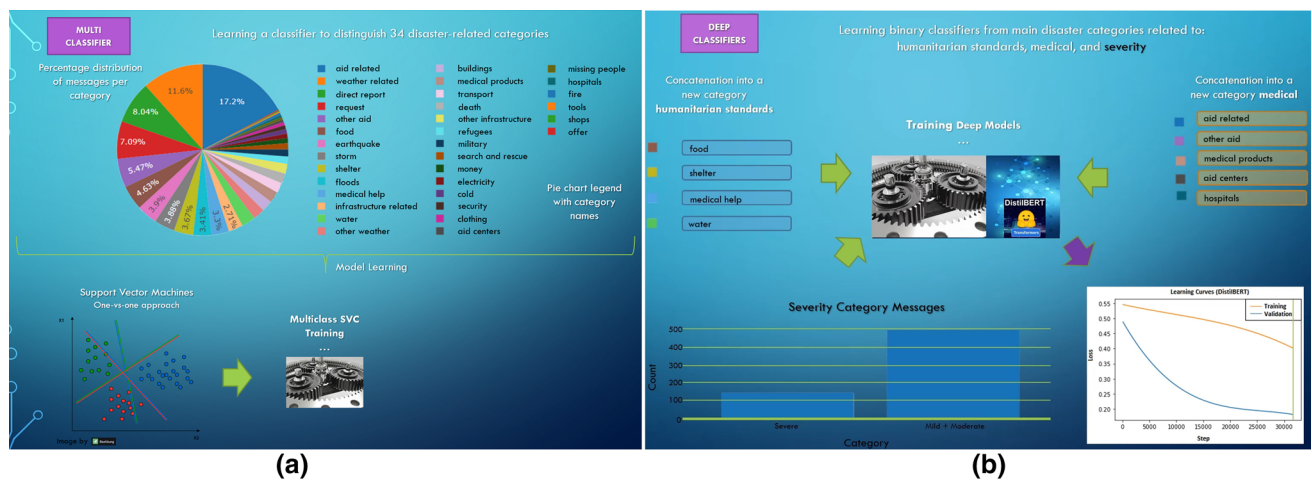 MULTI
CLASSIFIER
Learning a classifier to distinguish 34 disaster-related categories
Percentage distribution
of messages per
category
17.2%
11.6%
8.04%
7.09%
5.47%
4.63%
3.9%
3.88%
3.67%
3.41%
3.3%
2.71%
aid related
weather related
direct report
request
other aid
food
earthquake
storm
shelter
floods
medical help
infrastructure related
water
other weather
buildings
medical products
transport
death
other infrastructure
refugees
military
search and rescue
money
electricity
cold
security
clothing
aid centers
missing people
hospitals
fire
tools
shops
offer
Pie chart legend
with category
names
Model Learning
Support Vector Machines
One-vs-one approach
X1
X2
Image by
Multiclass SVC
Training
...
(a)
DEEP
CLASSIFIERS
Learning binary classifiers from main disaster categories related to:
humanitarian standards, medical, and severity
Concatenation into a
new category
humanitarian standards
food
shelter
medical help
water
Training Deep Models
...
DistilBERT
Transformers
Concatenation into a
new category medical
aid related
other aid
medical products
aid centers
hospitals
Severity Category Messages
Count
500
400
300
200
100
0
Severe
Mild + Moderate
Category
Learning Curves (DistilBERT)
Training
Validation
Loss
0.55
0.50
0.45
0.40
0.35
0.30
0.25
0.20
0
5000
10000
15000
20000
25000
30000
Step
(b)